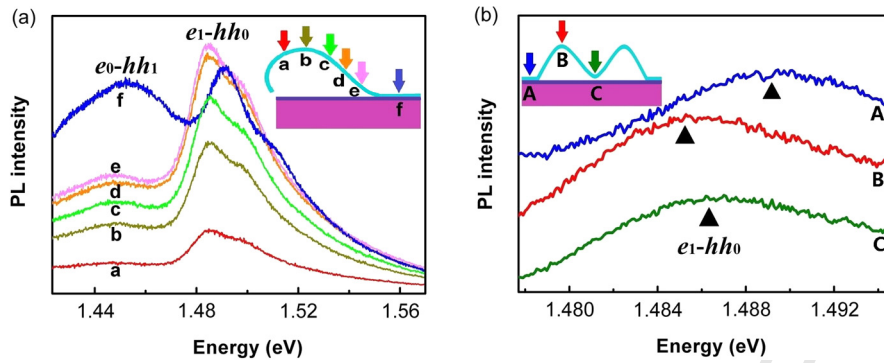 (a)
PL intensity
e₀-hh₁
f
e₁-hh₀
a
b
c
d
e
f
e
d
c
b
a
1.44
1.48
1.52
1.56
Energy (eV)
(b)
PL intensity
A
B
C
A
B
C
e₁-hh₀
1.480
1.484
1.488
1.492
Energy (eV)